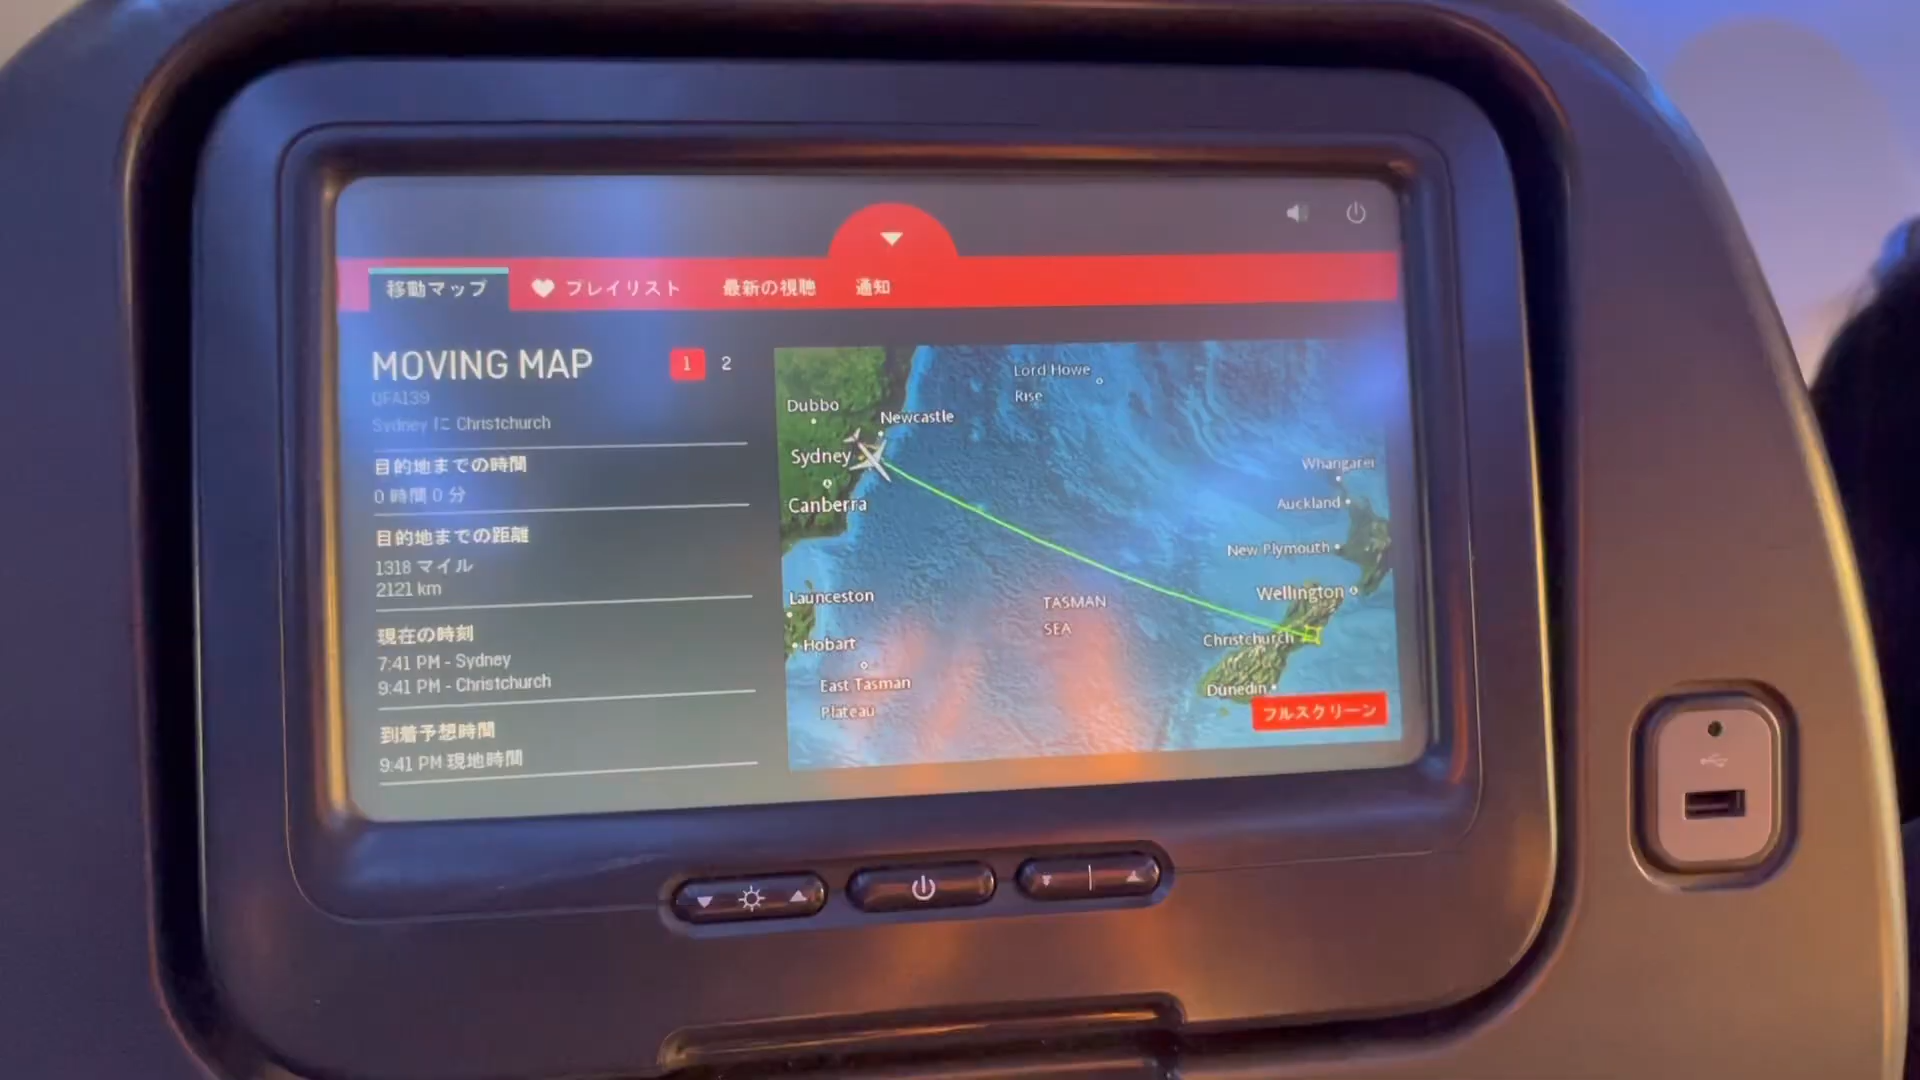 移動マップ
プレイリスト
最新の視聴
通知
MOVING MAP
1 2
QFA139
Sydney に Christchurch
目的地までの時間
0 時間 0 分
目的地までの距離
1318 マイル
2121 km
現在の時刻
7:41 PM - Sydney
9:41 PM - Christchurch
到着予想時間
9:41 PM 現地時間
Lord Howe
Rise
Dubbo
Newcastle
Sydney
Canberra
Whangarei
Auckland
New Plymouth
Wellington
Launceston
TASMAN
SEA
Christchurch
Hobart
East Tasman
Plateau
Dunedin
フルスクリーン